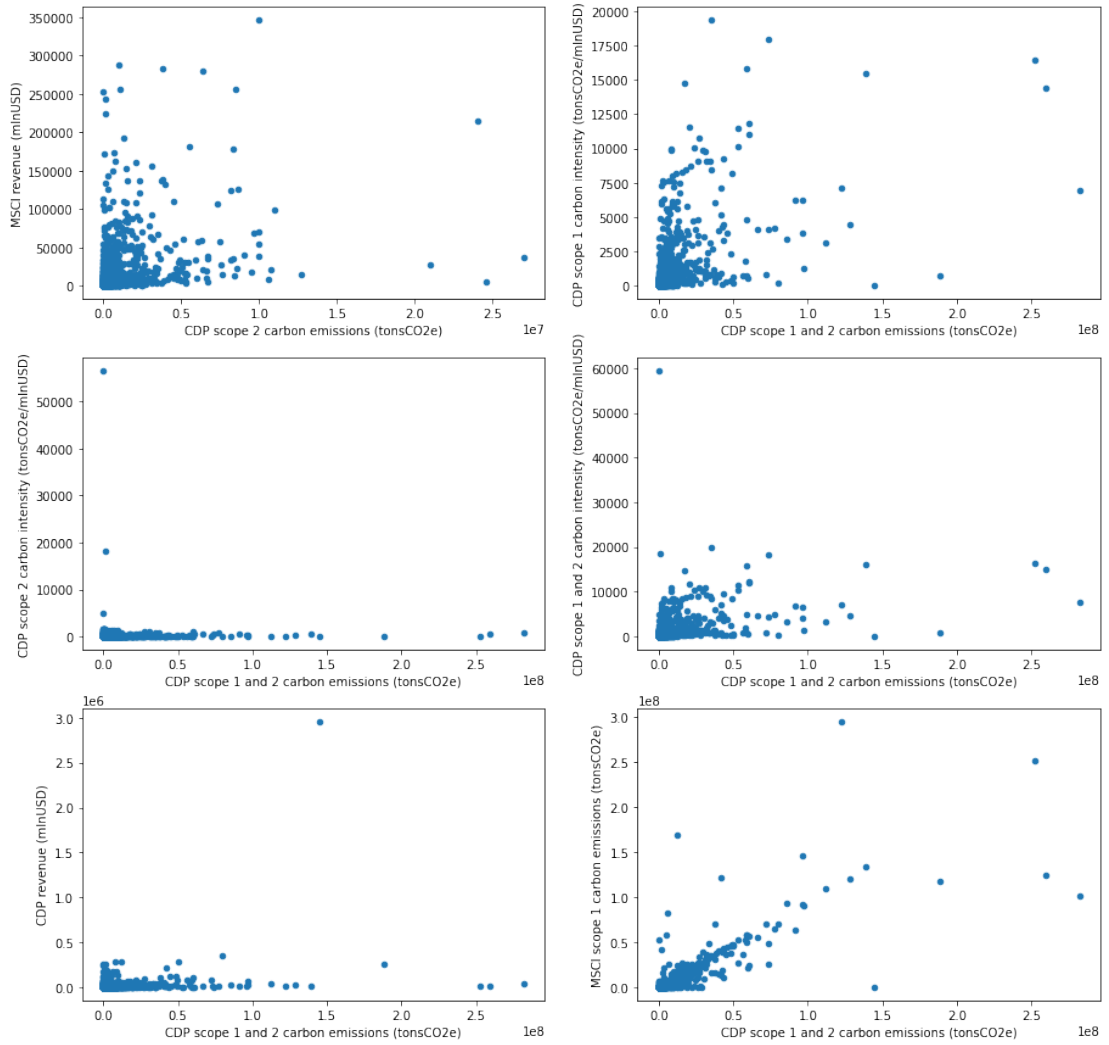 MSCI revenue (mlnUSD)
350000
300000
250000
200000
150000
100000
50000
0
0.0 0.5 1.0 1.5 2.0 2.5
1e7
CDP scope 2 carbon emissions (tonsCO2e)
CDP scope 1 carbon intensity (tonsCO2e/mlnUSD)
20000
17500
15000
12500
10000
7500
5000
2500
0
0.0 0.5 1.0 1.5 2.0 2.5
1e8
CDP scope 1 and 2 carbon emissions (tonsCO2e)
CDP scope 2 carbon intensity (tonsCO2e/mlnUSD)
50000
40000
30000
20000
10000
0
0.0 0.5 1.0 1.5 2.0 2.5
1e8
CDP scope 1 and 2 carbon emissions (tonsCO2e)
CDP scope 1 and 2 carbon intensity (tonsCO2e/mlnUSD)
60000
50000
40000
30000
20000
10000
0
0.0 0.5 1.0 1.5 2.0 2.5
1e8
CDP scope 1 and 2 carbon emissions (tonsCO2e)
1e6
CDP revenue (mlnUSD)
3.0
2.5
2.0
1.5
1.0
0.5
0.0
0.0 0.5 1.0 1.5 2.0 2.5
1e8
CDP scope 1 and 2 carbon emissions (tonsCO2e)
1e8
MSCI scope 1 carbon emissions (tonsCO2e)
3.0
2.5
2.0
1.5
1.0
0.5
0.0
0.0 0.5 1.0 1.5 2.0 2.5
1e8
CDP scope 1 and 2 carbon emissions (tonsCO2e)